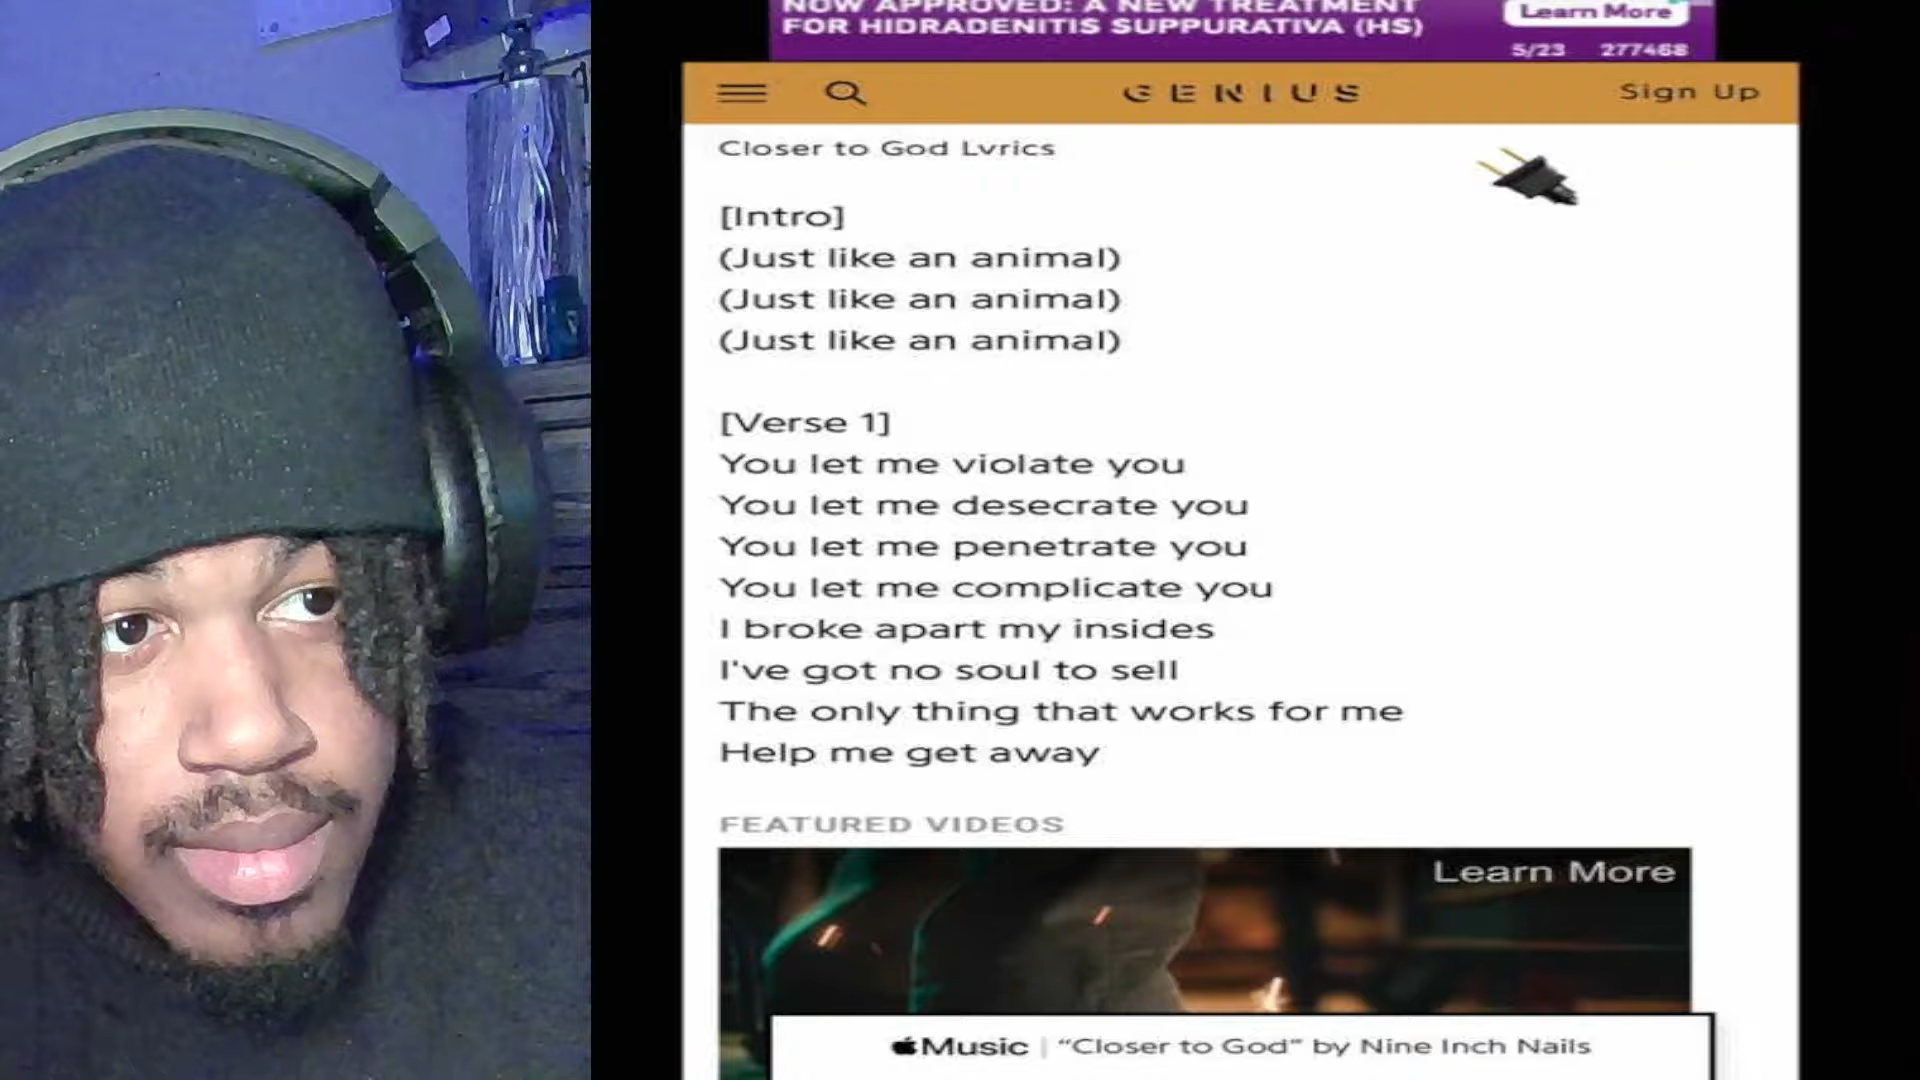 NOW APPROVED: A NEW TREATMENT
FOR HIDRADENITIS SUPPURATIVA (HS)
Learn More
5/23 277468
GENIUS
Sign Up
Closer to God Lyrics
[Intro]
(Just like an animal)
(Just like an animal)
(Just like an animal)
[Verse 1]
You let me violate you
You let me desecrate you
You let me penetrate you
You let me complicate you
I broke apart my insides
I've got no soul to sell
The only thing that works for me
Help me get away
FEATURED VIDEOS
Learn More
Music | “Closer to God” by Nine Inch Nails